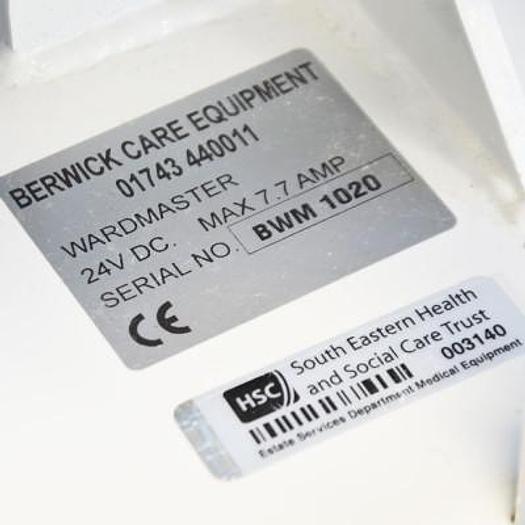 BERWICK CARE EQUIPMENT
01743 440011
WARDMASTER
24V DC. MAX 7.7 AMP
SERIAL NO. BWM 1020
CE
HSC South Eastern Health
and Social Care Trust
003140
Estate Services Department Medical Equipment